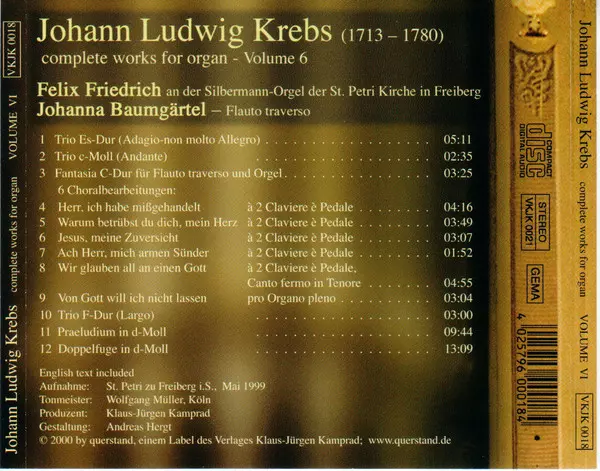 Johann Ludwig Krebs (1713 – 1780)
complete works for organ - Volume 6
Felix Friedrich an der Silbermann-Orgel der St. Petri Kirche in Freiberg
Johanna Baumgärtel – Flauto traverso
1 Trio Es-Dur (Adagio-non molto Allegro) . . . . . . . . . . . . . . . . . . . 05:11
2 Trio c-Moll (Andante) . . . . . . . . . . . . . . . . . . . 02:35
3 Fantasia C-Dur für Flauto traverso und Orgel . . . . . . . . . . . . . . . . 03:25
6 Choralbearbeitungen:
4 Herr, ich habe mißgehandelt à 2 Claviere è Pedale . . . . . . . . . 04:16
5 Warum betrübst du dich, mein Herz à 2 Claviere è Pedale . . . . . . . . . 03:49
6 Jesus, meine Zuversicht à 2 Claviere è Pedale . . . . . . . . . 03:07
7 Ach Herr, mich armen Sünder à 2 Claviere è Pedale . . . . . . . . . 01:52
8 Wir glauben all an einen Gott à 2 Claviere è Pedale,
Canto fermo in Tenore . . . . . . . . 04:55
9 Von Gott will ich nicht lassen pro Organo pleno . . . . . . . . . . . 03:04
10 Trio F-Dur (Largo) . . . . . . . . . . . . . . . . . . . 03:00
11 Praeludium in d-Moll . . . . . . . . . . . . . . . . . . . 09:44
12 Doppelfuge in d-Moll . . . . . . . . . . . . . . . . . . . 13:09
English text included
Aufnahme: St. Petri zu Freiberg i.S., Mai 1999
Tonmeister: Wolfgang Müller, Köln
Produzent: Klaus-Jürgen Kamprad
Gestaltung: Andreas Hergt
© 2000 by querstand, einem Label des Verlages Klaus-Jürgen Kamprad; www.querstand.de
Johann Ludwig Krebs complete works for organ VOLUME VI VKJK 0018
COMPACT
disc
DIGITAL AUDIO
STEREO
VKJK 0021
GEMA
4 025796 000184
Johann Ludwig Krebs complete works for organ VOLUME VI VKJK 0018